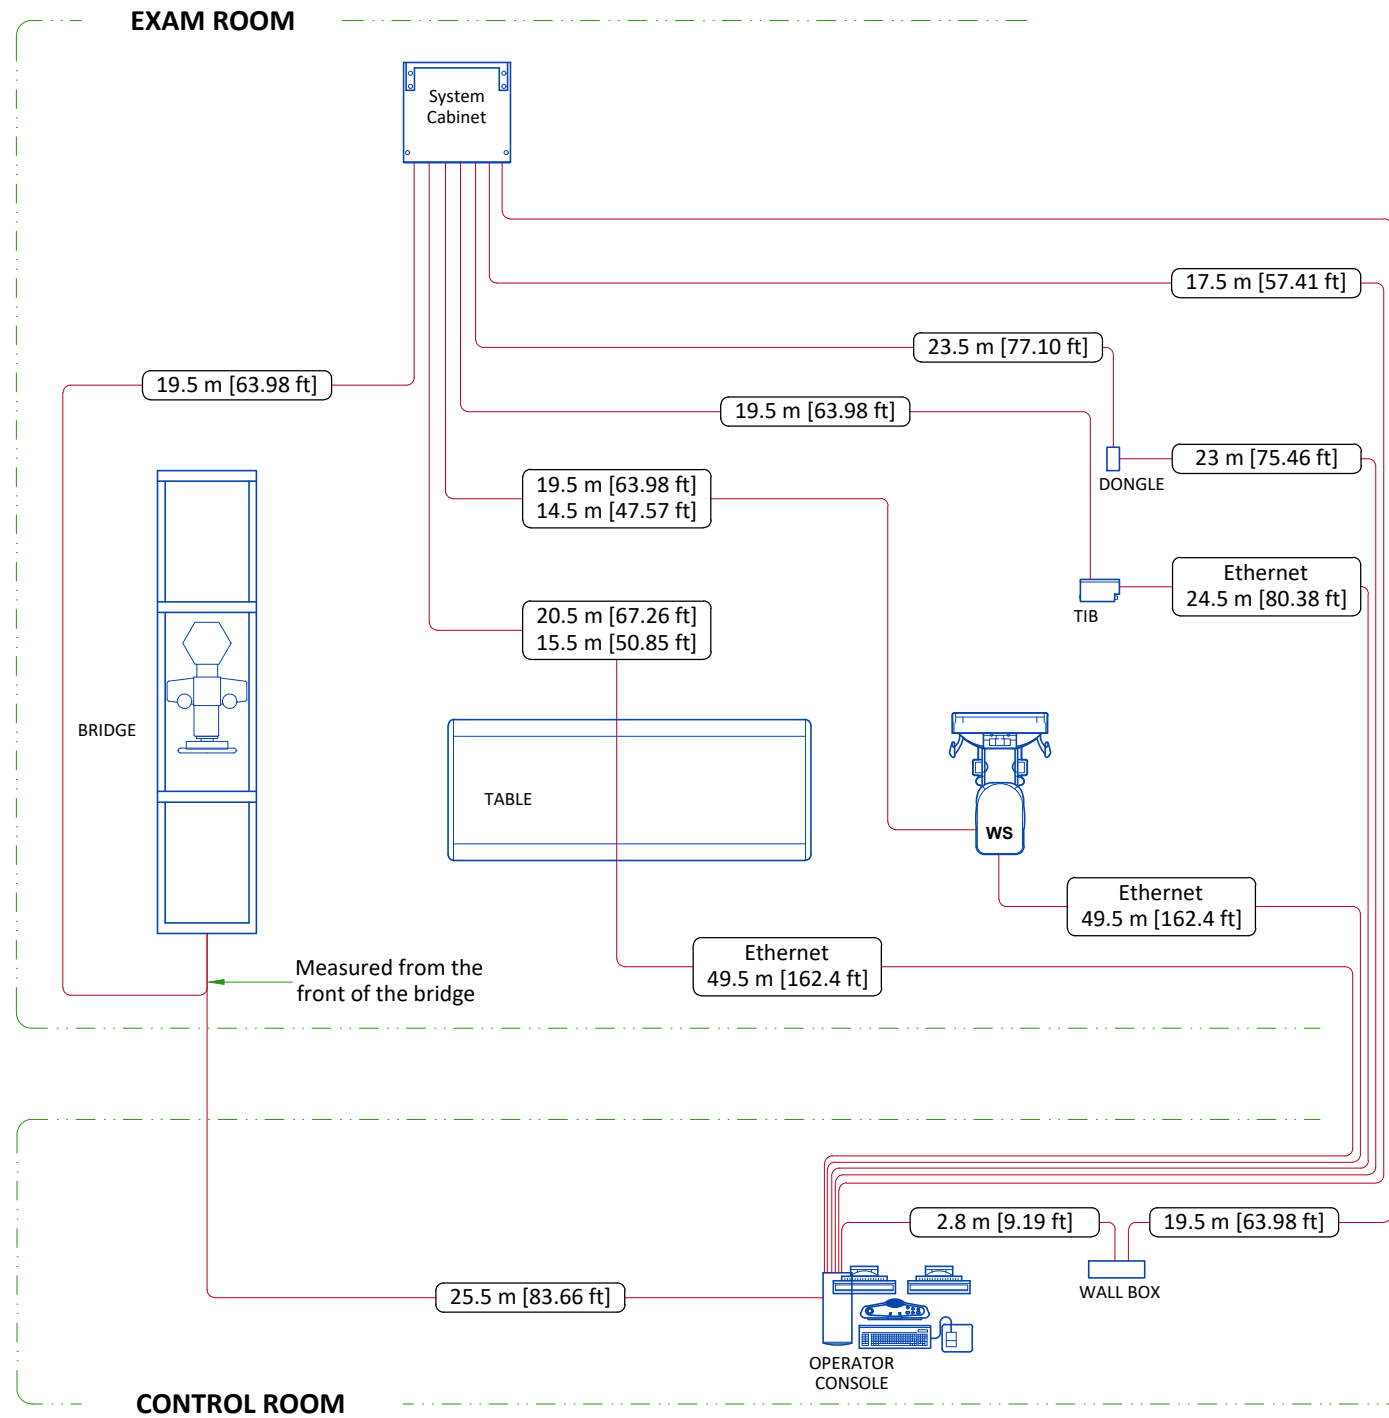 EXAM ROOM
System
Cabinet
17.5 m [57.41 ft]
23.5 m [77.10 ft]
19.5 m [63.98 ft]
19.5 m [63.98 ft]
23 m [75.46 ft]
DONGLE
19.5 m [63.98 ft]
14.5 m [47.57 ft]
Ethernet
24.5 m [80.38 ft]
TIB
20.5 m [67.26 ft]
15.5 m [50.85 ft]
BRIDGE
TABLE
WS
Ethernet
49.5 m [162.4 ft]
Ethernet
49.5 m [162.4 ft]
Measured from the
front of the bridge
2.8 m [9.19 ft]
19.5 m [63.98 ft]
WALL BOX
25.5 m [83.66 ft]
OPERATOR
CONSOLE
CONTROL ROOM